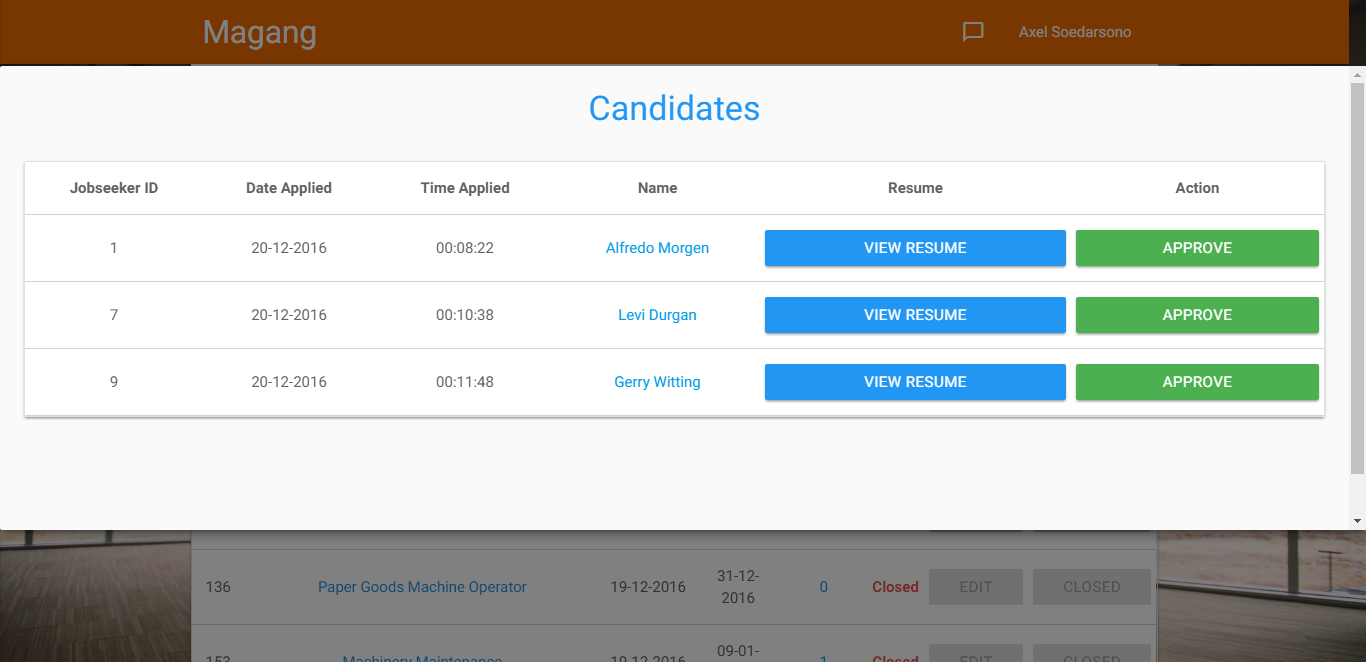 Magang
Axel Soedarsono
Candidates
Jobseeker ID Date Applied Time Applied Name Resume Action
1 20-12-2016 00:08:22 Alfredo Morgen VIEW RESUME APPROVE
7 20-12-2016 00:10:38 Levi Durgan VIEW RESUME APPROVE
9 20-12-2016 00:11:48 Gerry Witting VIEW RESUME APPROVE
136 Paper Goods Machine Operator 19-12-2016 31-12-
2016 0 Closed EDIT CLOSED
153 Machinery Maintenance 19-12-2016 09-01-
1 Closed EDIT CLOSED